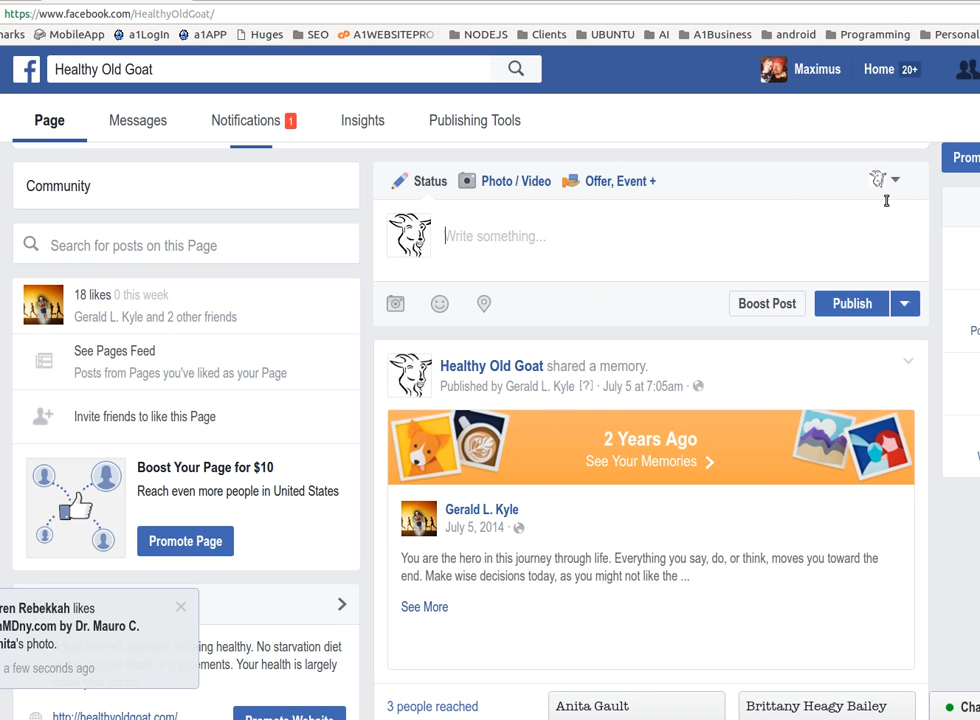 https://www.facebook.com/HealthyOldGoat/
arks MobileApp a1LogIn a1APP Huges SEO A1WEBSITEPRO NODEJS Clients UBUNTU AI A1Business android Programming Personal
Healthy Old Goat
Maximus Home 20+
Page Messages Notifications 1 Insights Publishing Tools
Prom
Community
Status Photo / Video Offer, Event +
Search for posts on this Page
Write something...
18 likes 0 this week
Gerald L. Kyle and 2 other friends
Boost Post Publish
See Pages Feed
Posts from Pages you've liked as your Page
Invite friends to like this Page
Boost Your Page for $10
Reach even more people in United States
Promote Page
Healthy Old Goat shared a memory.
Published by Gerald L. Kyle [?] · July 5 at 7:05am ·
2 Years Ago
See Your Memories
Gerald L. Kyle
July 5, 2014 ·
You are the hero in this journey through life. Everything you say, do, or think, moves you toward the
end. Make wise decisions today, as you might not like the ...
See More
ren Rebekkah likes
MDny.com by Dr. Mauro C.
nita's photo.
a few seconds ago
ing healthy. No starvation diet
ements. Your health is largely
http://healthyoldgoat.com/
Promote Website
3 people reached
Anita Gault
Brittany Heagy Bailey
Cha